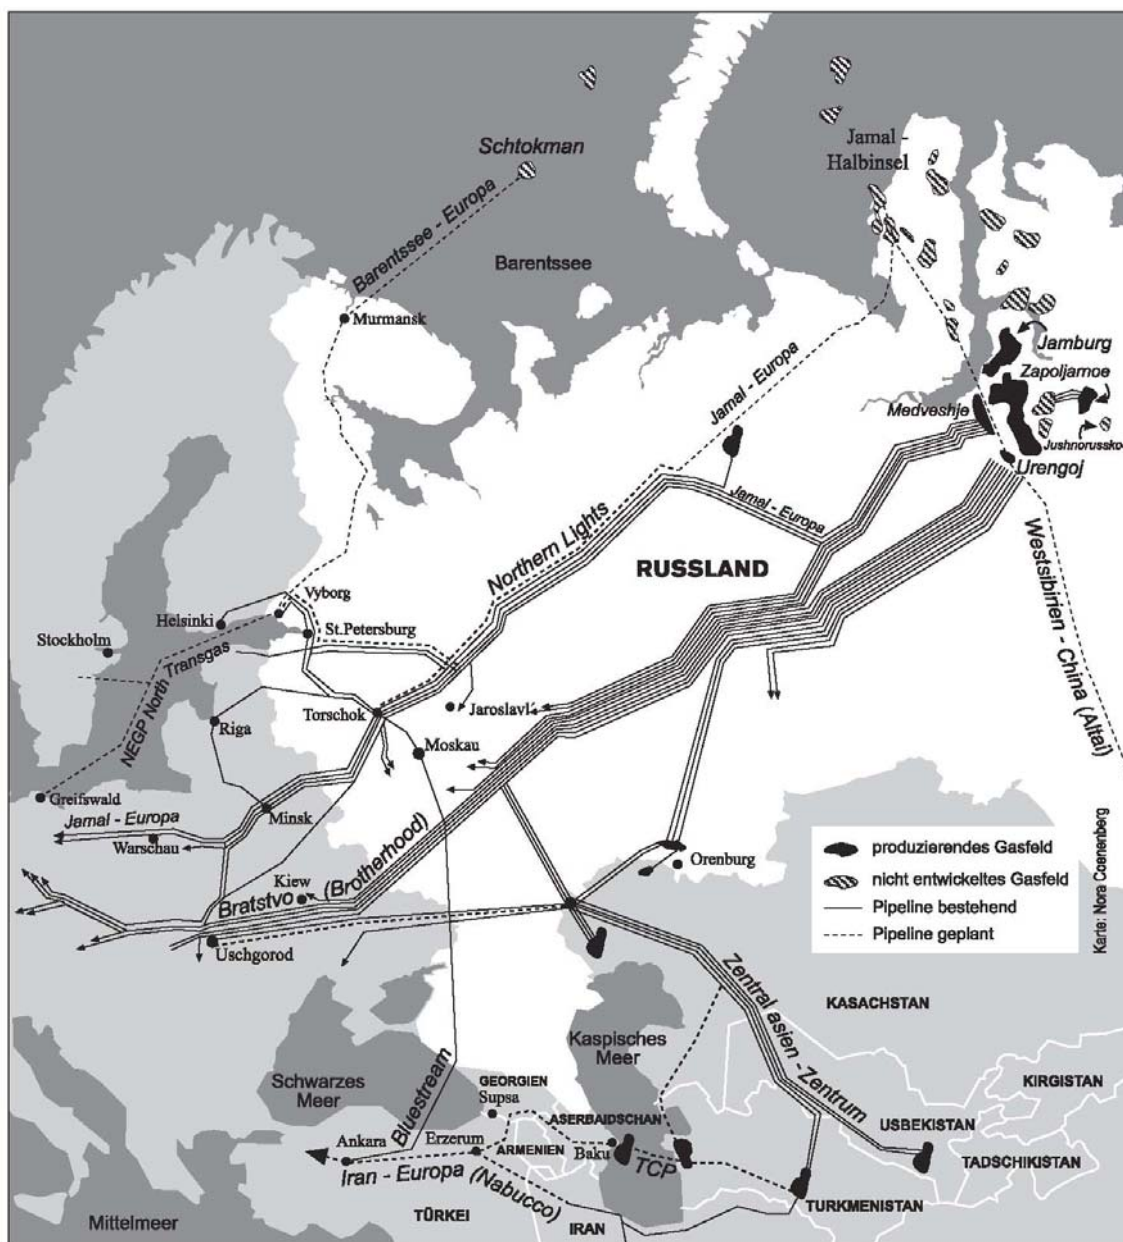 Schtokman
Jamal -
Halbinsel
Barentssee - Europa
Barentssee
Murmansk
Jamburg
Zapoljarnoe
Jamal - Europa
Medveshje
Jushnorussko
Urengoj
Jamal - Europa
Northern Lights
RUSSLAND
Westsibirien - China (Altai)
Vyborg
Helsinki
St.Petersburg
Stockholm
NEGP North Transgas
Torschok
Jaroslavl'
Riga
Moskau
Greifswald
Jamal - Europa
Minsk
Warschau
Orenburg
Kiew
Bratstvo (Brotherhood)
Uschgorod
produzierendes Gasfeld
nicht entwickeltes Gasfeld
Pipeline bestehend
Pipeline geplant
Karte: Nora Coenenberg
Zentral asien - Zentrum
KASACHSTAN
Kaspisches
Meer
Schwarzes
Meer
Bluestream
GEORGIEN
Supsa
KIRGISTAN
ASERBAIDSCHAN
USBEKISTAN
Ankara
Erzerum
ARMENIEN
Baku
TCP
TADSCHIKISTAN
Iran - Europa (Nabucco)
TURKMENISTAN
TÜRKEI
IRAN
Mittelmeer